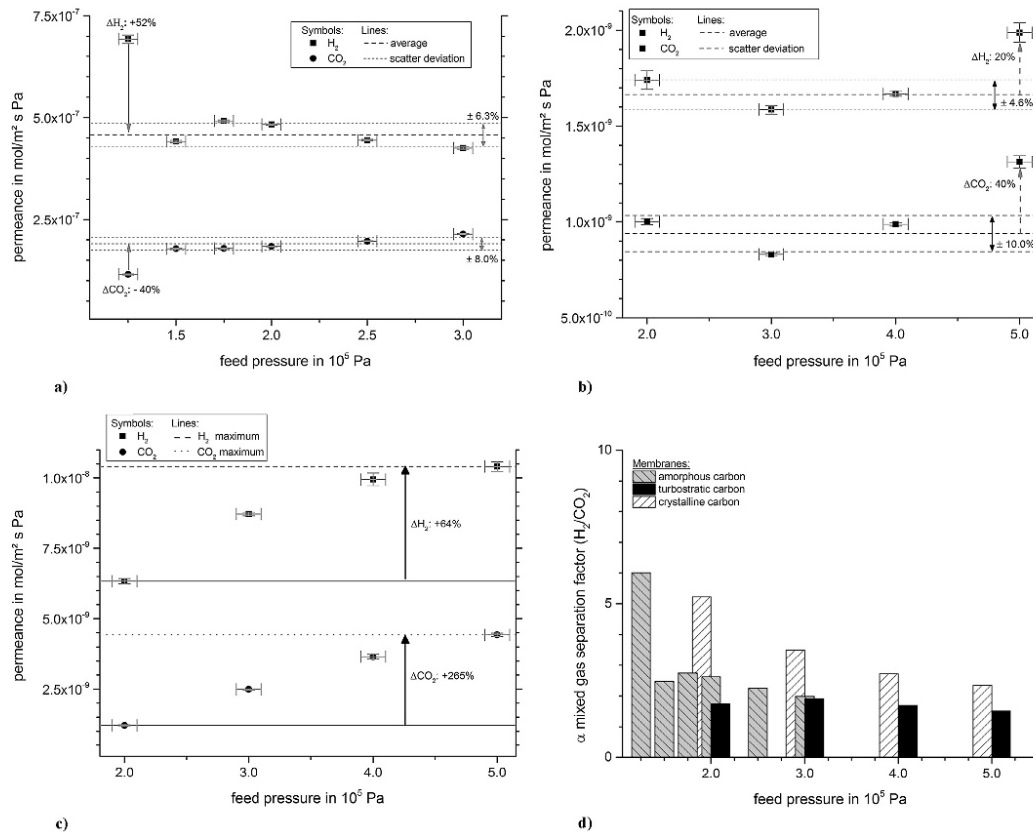 7.5x10⁻⁷
5.0x10⁻⁷
2.5x10⁻⁷
permeance in mol/m² s Pa
ΔH₂: +52%
Symbols: Lines:
H₂ average
CO₂ scatter deviation
± 6.3%
± 8.0%
ΔCO₂: - 40%
1.5 2.0 2.5 3.0
feed pressure in 10⁵ Pa
a)
2.0x10⁻⁹
1.5x10⁻⁹
1.0x10⁻⁹
5.0x10⁻¹⁰
permeance in mol/m² s Pa
Symbols: Lines:
H₂ average
CO₂ scatter deviation
ΔH₂: 20%
± 4.6%
ΔCO₂: 40%
± 10.0%
2.0 3.0 4.0 5.0
feed pressure in 10⁵ Pa
b)
Symbols: Lines:
H₂ H₂ maximum
CO₂ CO₂ maximum
1.0x10⁻⁸
7.5x10⁻⁹
5.0x10⁻⁹
2.5x10⁻⁹
permeance in mol/m² s Pa
ΔH₂: +64%
ΔCO₂: +265%
2.0 3.0 4.0 5.0
feed pressure in 10⁵ Pa
c)
10
5
0
α mixed gas separation factor (H₂/CO₂)
Membranes:
amorphous carbon
turbostratic carbon
crystalline carbon
2.0 3.0 4.0 5.0
feed pressure in 10⁵ Pa
d)